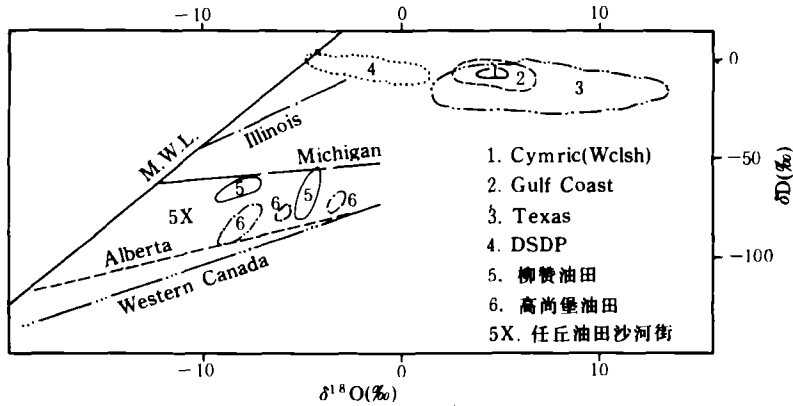 −10 0 10
4
2
1
3
0
Illinois
M.W.L.
Michigan
−50
δD(‰)
5
5
5X
6
6
6
Alberta
Western Canada
−100
1. Cymric(Wclsh)
2. Gulf Coast
3. Texas
4. DSDP
5. 柳赞油田
6. 高尚堡油田
5X. 任丘油田沙河街
−10 0 10
δ¹⁸O(‰)